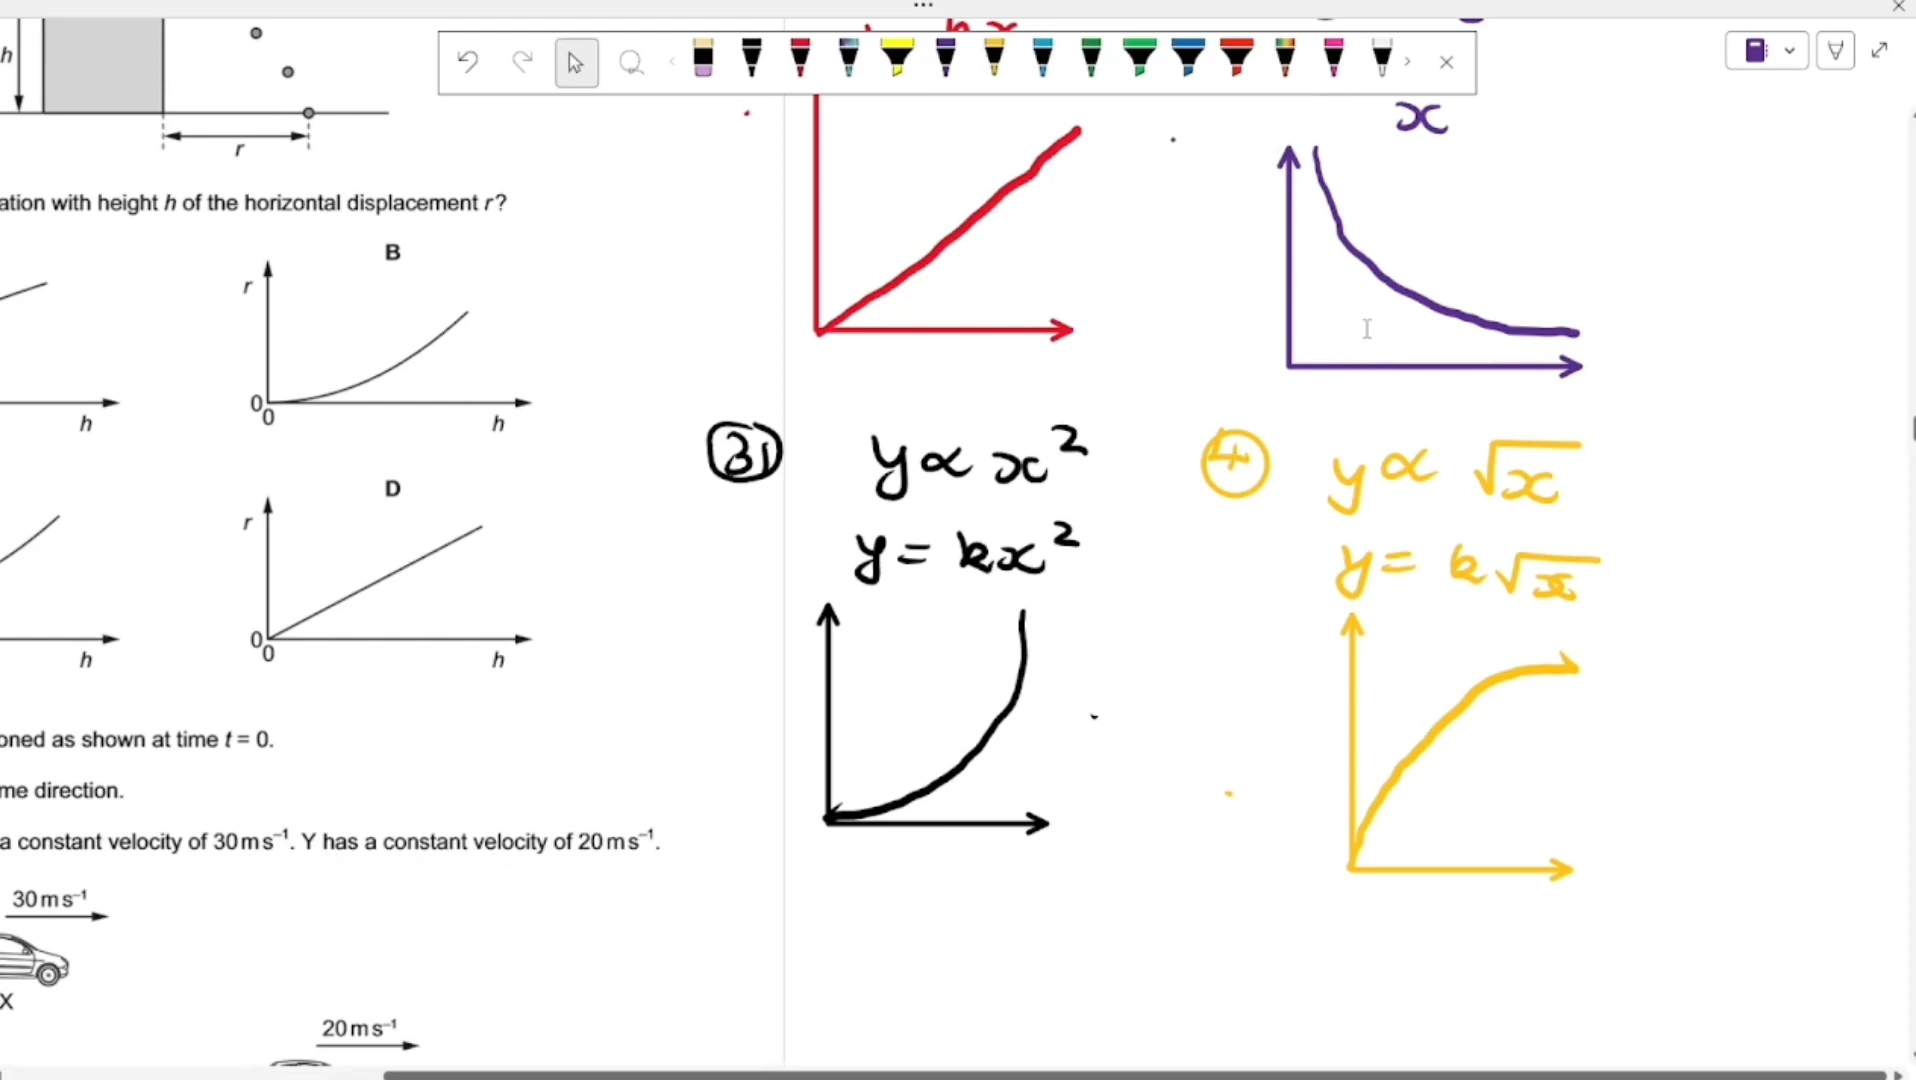 h
r
ation with height h of the horizontal displacement r?
B
r
0
0
h
h
D
r
0
0
h
h
oned as shown at time t = 0.
me direction.
a constant velocity of 30 m s⁻¹. Y has a constant velocity of 20 m s⁻¹.
30 m s⁻¹
X
20 m s⁻¹
x
③ y ∝ x²
y = kx²
④ y ∝ √x
y = k√x